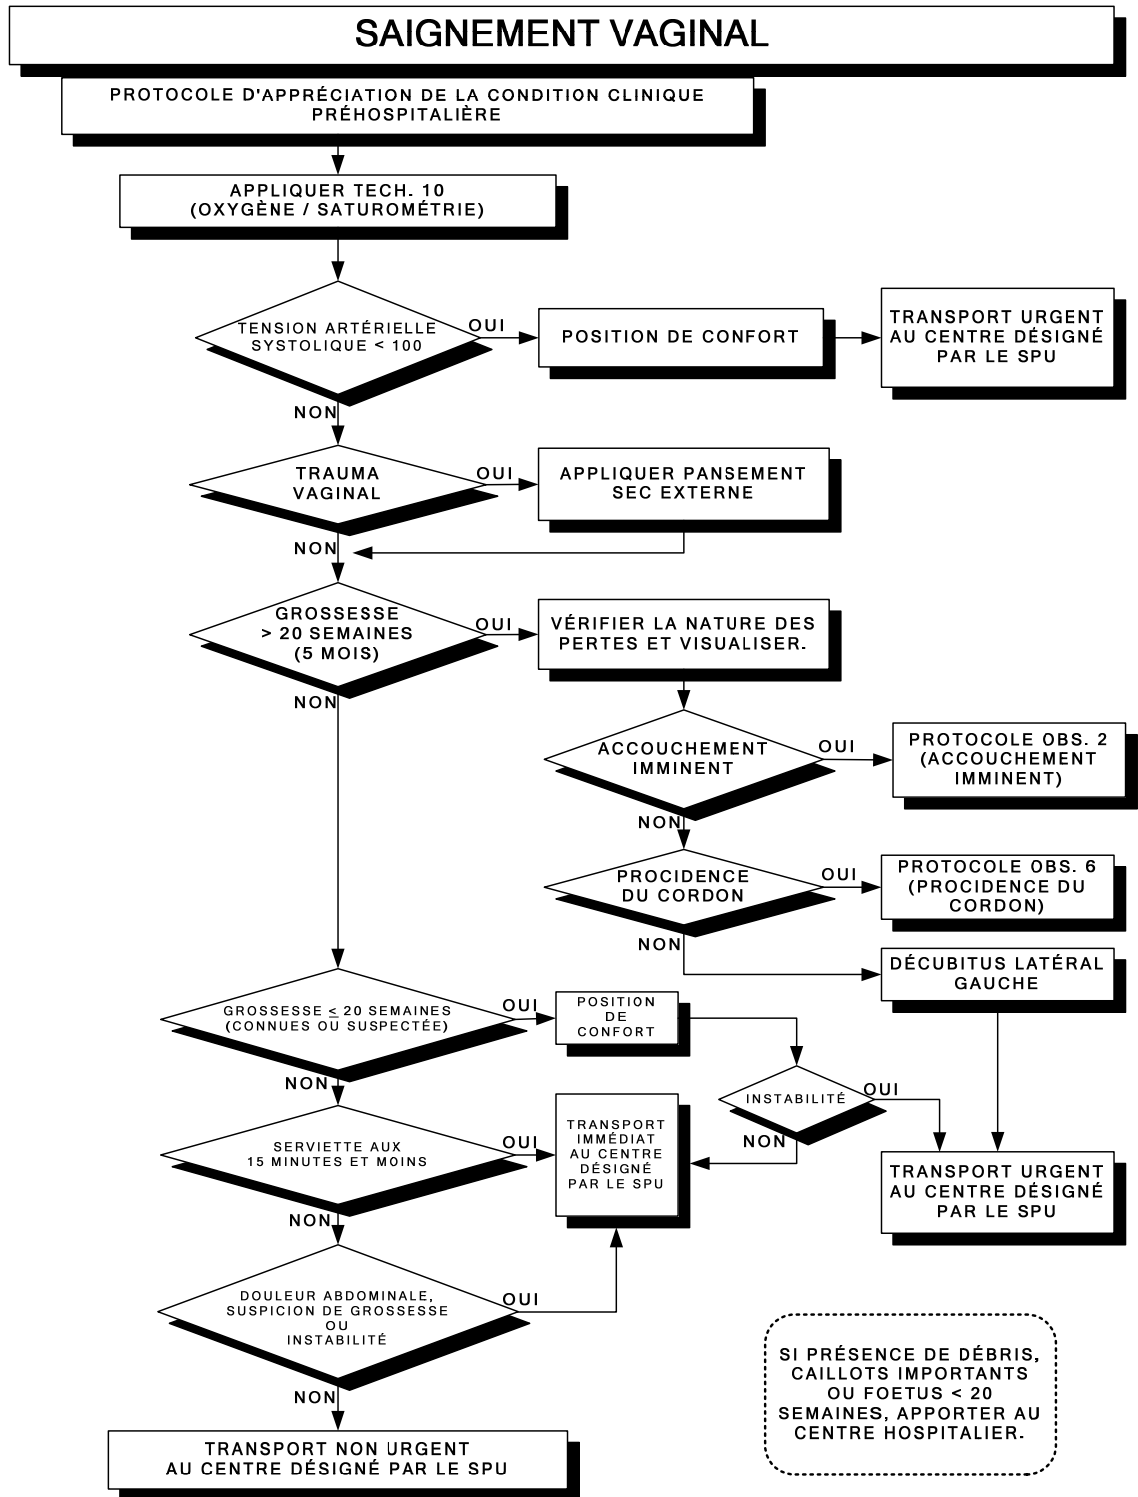 SAIGNEMENT VAGINAL
PROTOCOLE D'APPRÉCIATION DE LA CONDITION CLINIQUE
PRÉHOSPITALIÈRE
APPLIQUER TECH. 10
(OXYGÈNE / SATUROMÉTRIE)
TENSION ARTÉRIELLE
SYSTOLIQUE < 100
OUI
POSITION DE CONFORT
TRANSPORT URGENT
AU CENTRE DÉSIGNÉ
PAR LE SPU
NON
TRAUMA
VAGINAL
OUI
APPLIQUER PANSEMENT
SEC EXTERNE
NON
GROSSESSE
> 20 SEMAINES
(5 MOIS)
OUI
VÉRIFIER LA NATURE DES
PERTES ET VISUALISER.
NON
ACCOUCHEMENT
IMMINENT
OUI
PROTOCOLE OBS. 2
(ACCOUCHEMENT
IMMINENT)
NON
PROCIDENCE
DU CORDON
OUI
PROTOCOLE OBS. 6
(PROCIDENCE DU
CORDON)
NON
DÉCUBITUS LATÉRAL
GAUCHE
GROSSESSE ≤ 20 SEMAINES
(CONNUES OU SUSPECTÉE)
OUI
POSITION
DE
CONFORT
INSTABILITÉ
OUI
NON
TRANSPORT URGENT
AU CENTRE DÉSIGNÉ
PAR LE SPU
NON
SERVIETTE AUX
15 MINUTES ET MOINS
OUI
TRANSPORT
IMMÉDIAT
AU CENTRE
DÉSIGNÉ
PAR LE SPU
NON
DOULEUR ABDOMINALE,
SUSPICION DE GROSSESSE
OU
INSTABILITÉ
OUI
NON
TRANSPORT NON URGENT
AU CENTRE DÉSIGNÉ PAR LE SPU
SI PRÉSENCE DE DÉBRIS,
CAILLOTS IMPORTANTS
OU FOETUS < 20
SEMAINES, APPORTER AU
CENTRE HOSPITALIER.